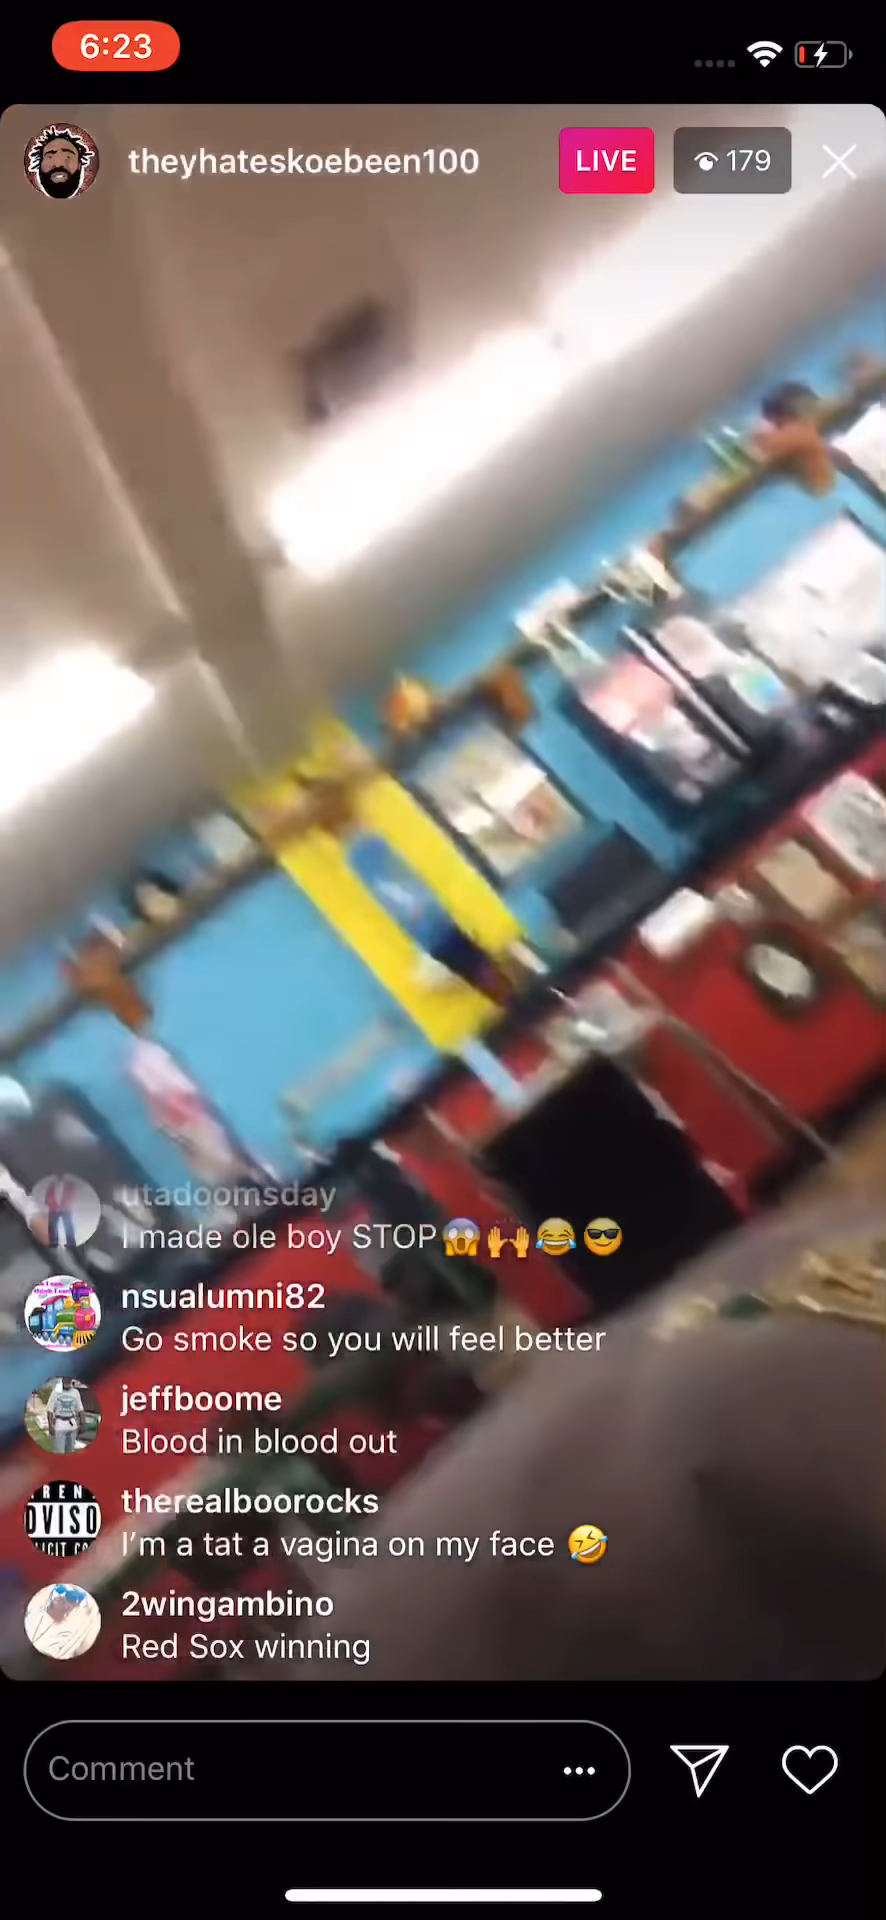 6:23
theyhateskoebeen100
LIVE
179
utadoomsday
I made ole boy STOP😱🙌😂😎
nsualumni82
Go smoke so you will feel better
jeffboome
Blood in blood out
therealboorocks
I'm a tat a vagina on my face 🤣
2wingambino
Red Sox winning
Comment